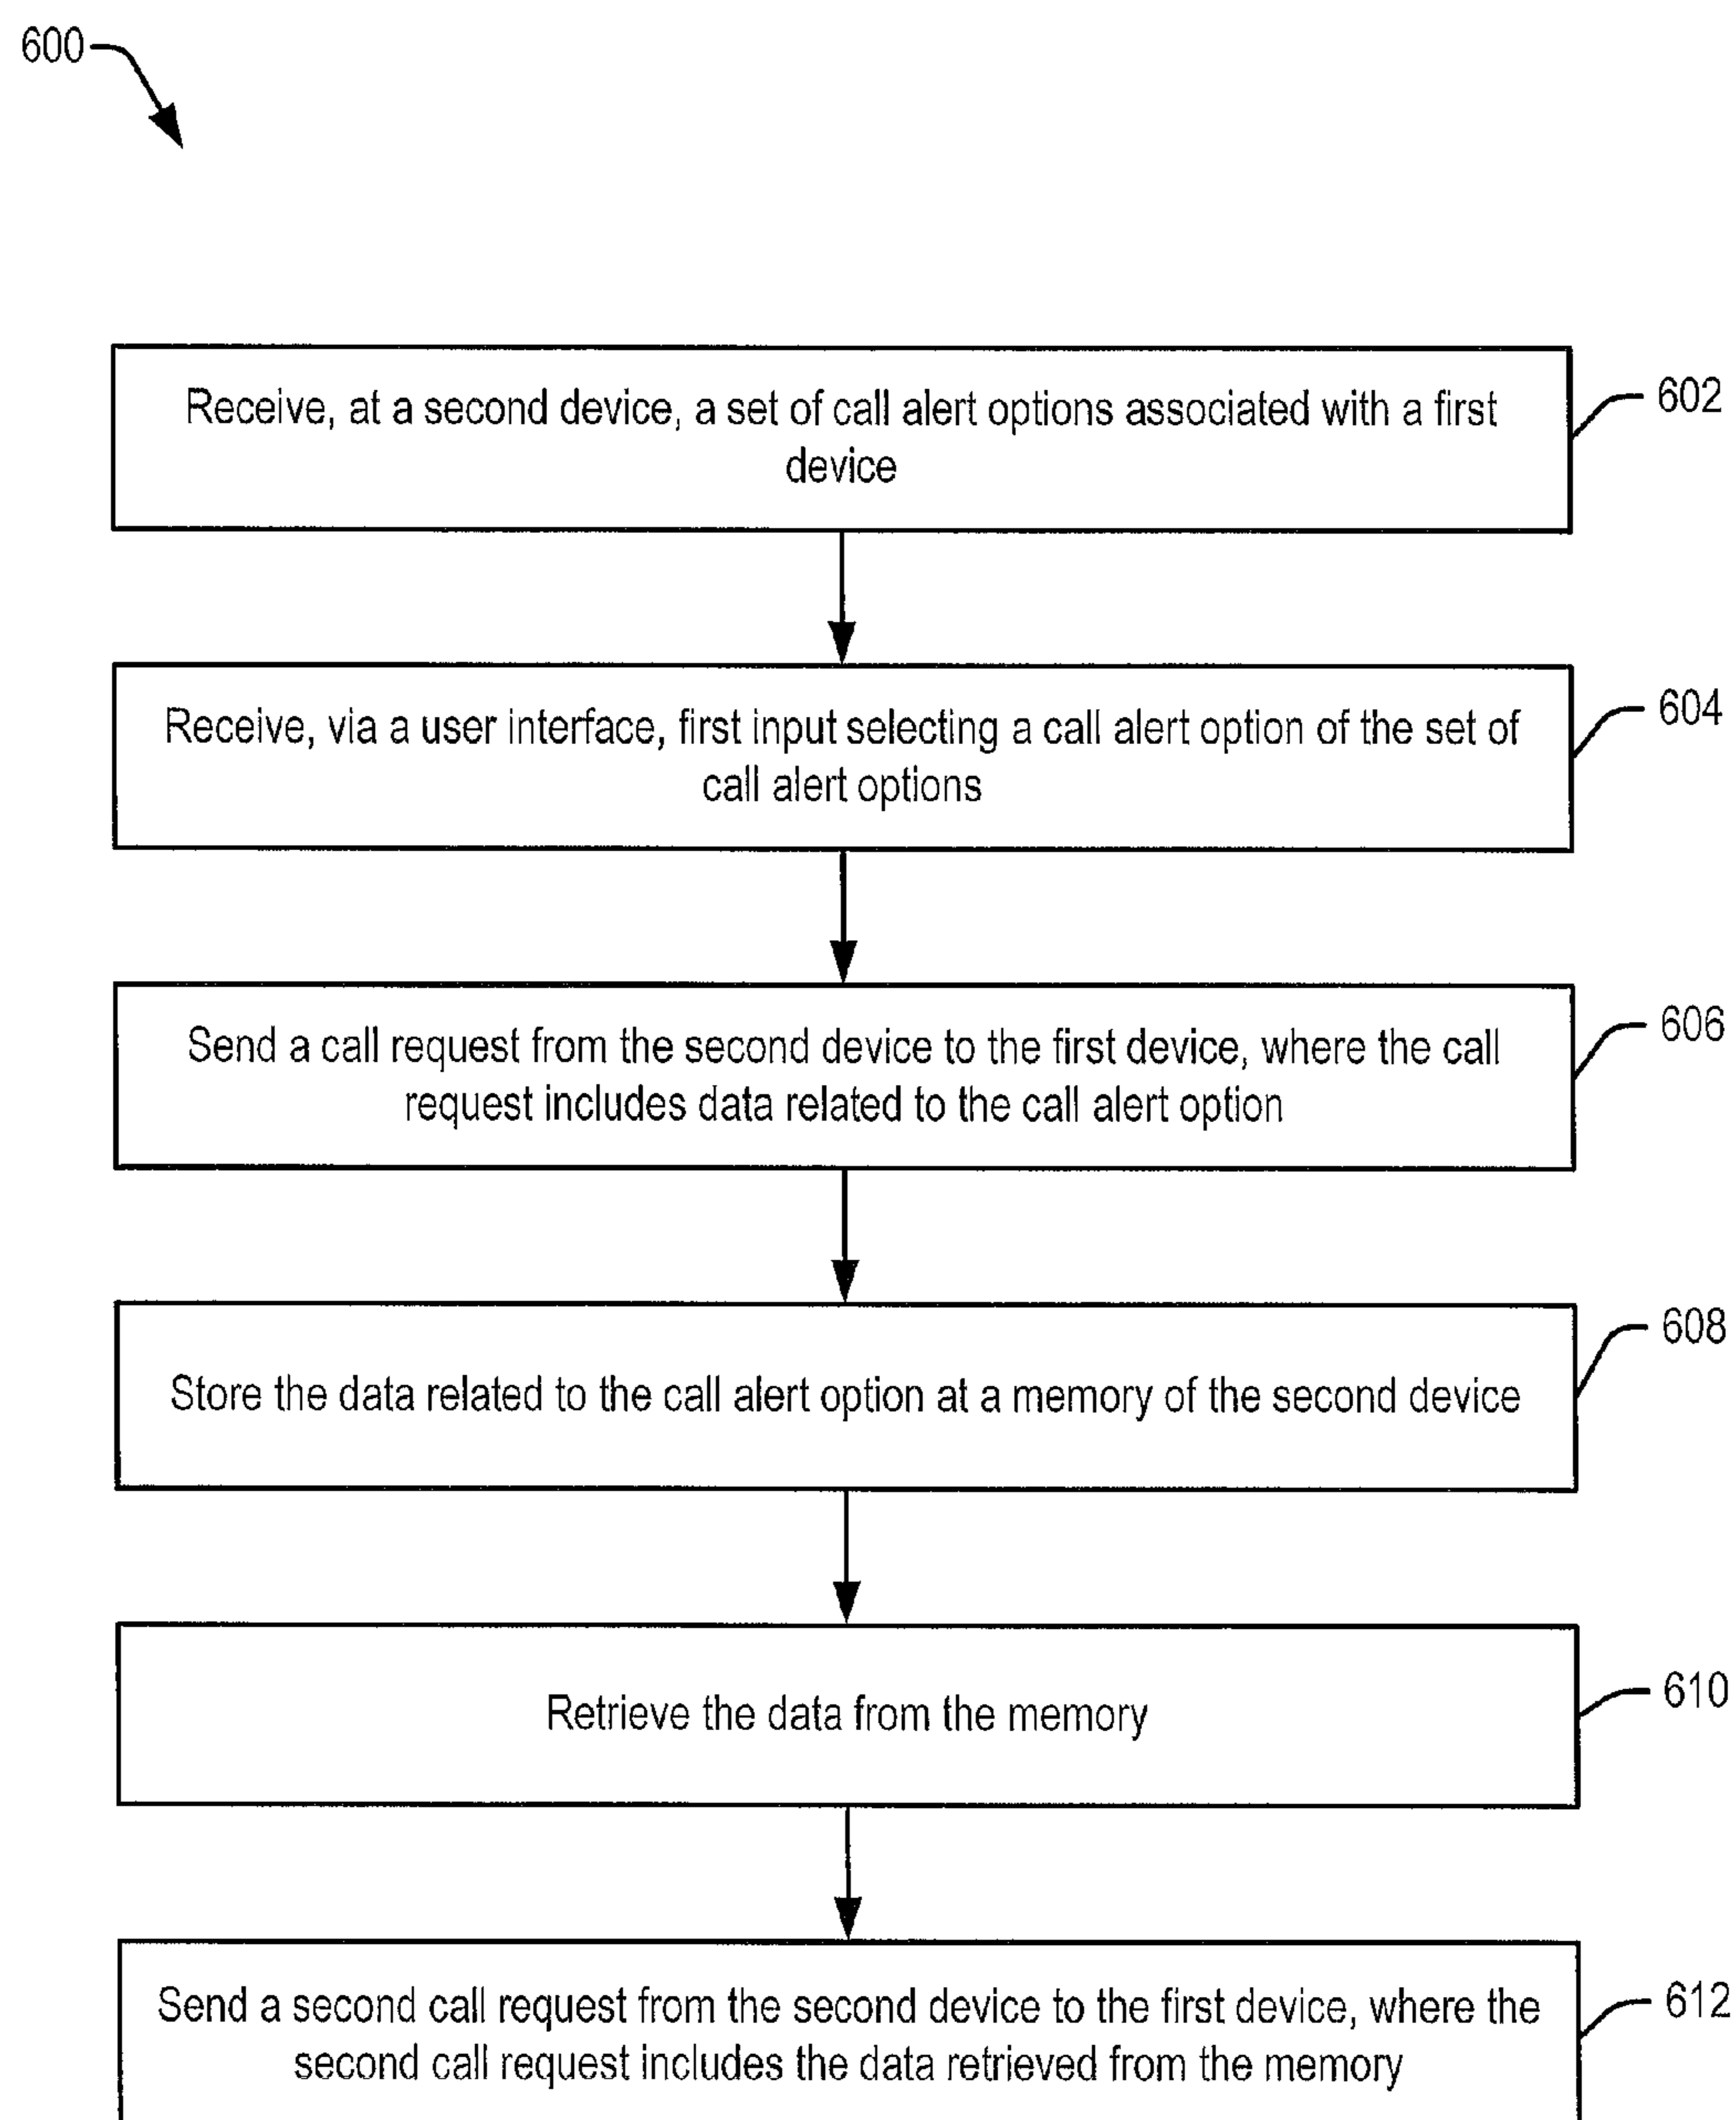 600
Receive, at a second device, a set of call alert options associated with a first
device
602
Receive, via a user interface, first input selecting a call alert option of the set of
call alert options
604
Send a call request from the second device to the first device, where the call
request includes data related to the call alert option
606
Store the data related to the call alert option at a memory of the second device
608
Retrieve the data from the memory
610
Send a second call request from the second device to the first device, where the
second call request includes the data retrieved from the memory
612